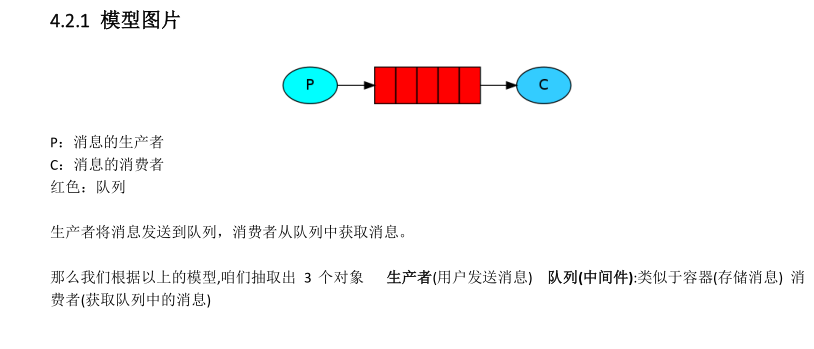 4.2.1 模型图片
P
C
P：消息的生产者
C：消息的消费者
红色：队列
生产者将消息发送到队列，消费者从队列中获取消息。
那么我们根据以上的模型,咱们抽取出 3 个对象 生产者(用户发送消息) 队列(中间件):类似于容器(存储消息) 消
费者(获取队列中的消息)